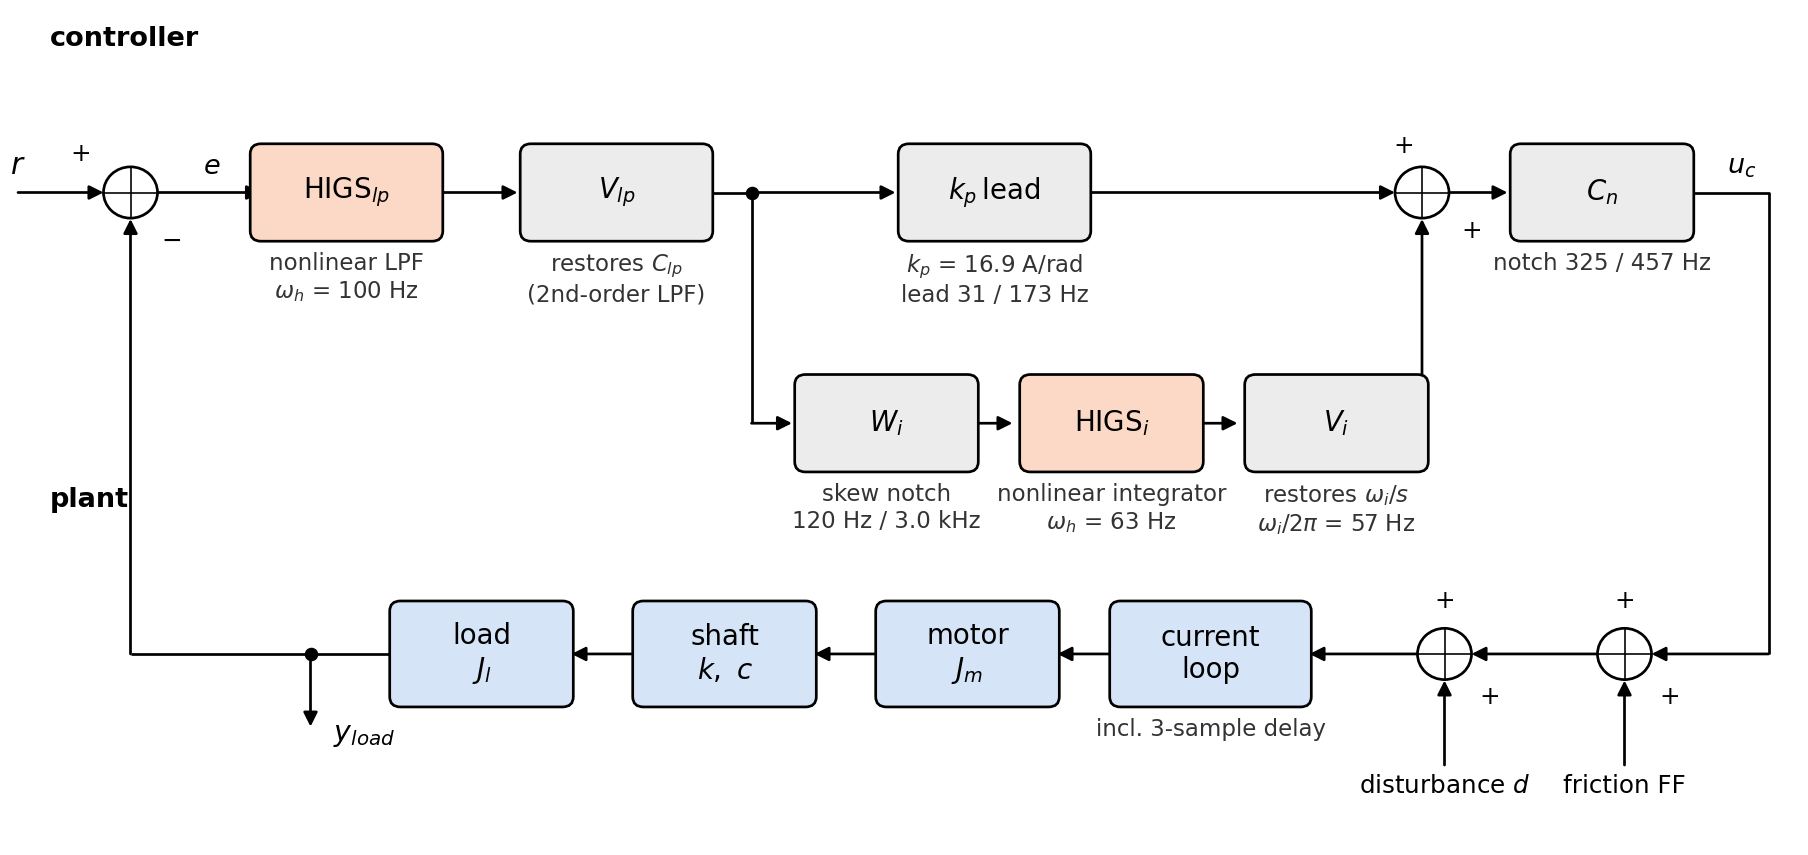 controller
r
+
e
−
HIGS_lp
nonlinear LPF
ω_h = 100 Hz
V_lp
restores C_lp
(2nd-order LPF)
k_p lead
k_p = 16.9 A/rad
lead 31 / 173 Hz
+
+
C_n
notch 325 / 457 Hz
u_c
W_i
skew notch
120 Hz / 3.0 kHz
HIGS_i
nonlinear integrator
ω_h = 63 Hz
V_i
restores ω_i/s
ω_i/2π = 57 Hz
plant
load
J_l
shaft
k, c
motor
J_m
current
loop
incl. 3-sample delay
+
+
+
+
y_load
disturbance d
friction FF